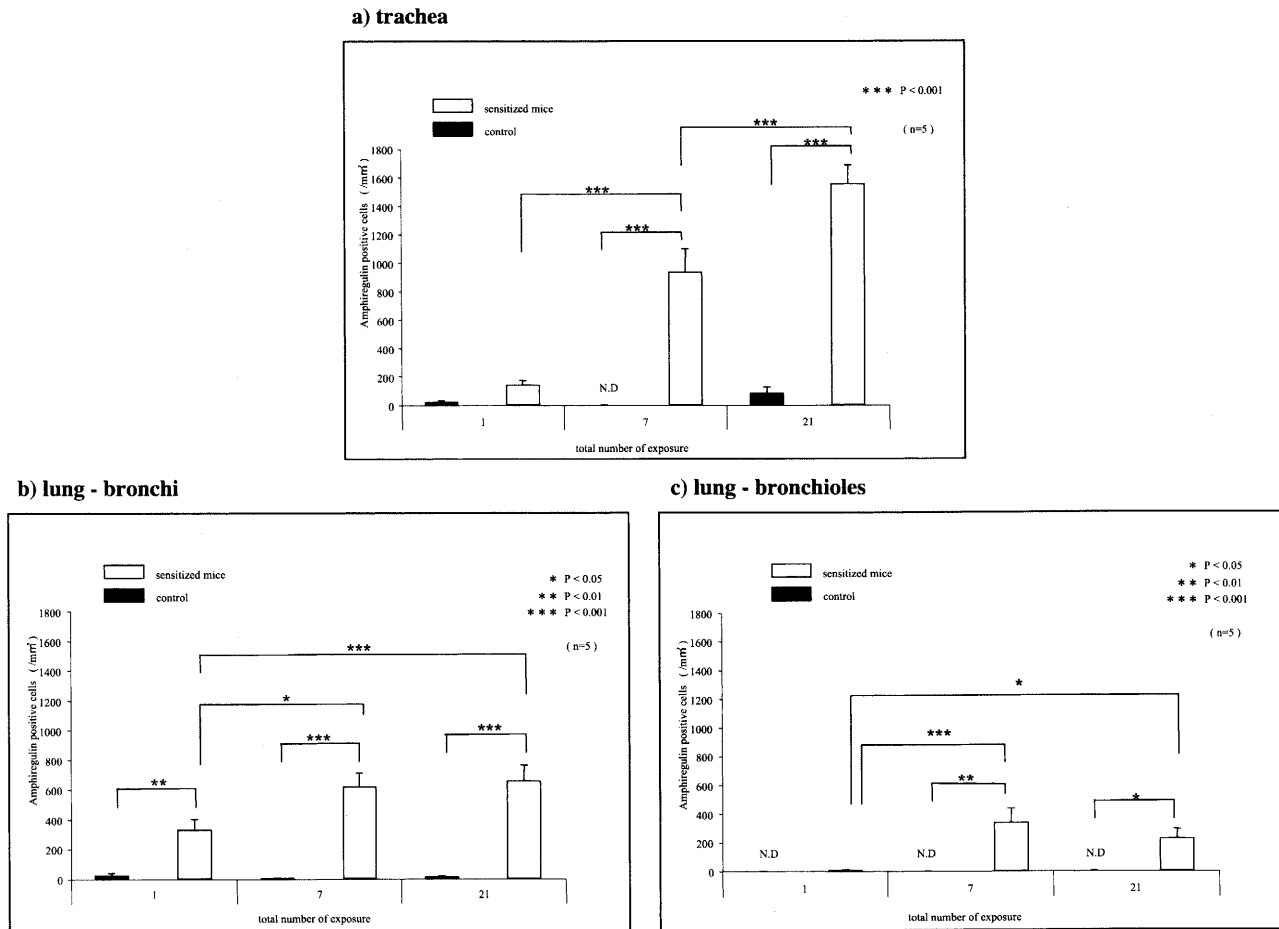 a) trachea
*** P < 0.001
sensitized mice
( n=5 )
control
***
***
***
***
Amphiregulin positive cells ( /mm² )
1800
1600
1400
1200
1000
800
600
400
200
0
N.D
1 7 21
total number of exposure
b) lung - bronchi
sensitized mice
control
* P < 0.05
** P < 0.01
*** P < 0.001
( n=5 )
Amphiregulin positive cells ( /mm² )
1800
1600
1400
1200
1000
800
600
400
200
0
***
*
***
***
**
1 7 21
total number of exposure
c) lung - bronchioles
sensitized mice
control
* P < 0.05
** P < 0.01
*** P < 0.001
( n=5 )
Amphiregulin positive cells ( /mm² )
1800
1600
1400
1200
1000
800
600
400
200
0
*
***
**
*
N.D N.D N.D
1 7 21
total number of exposure